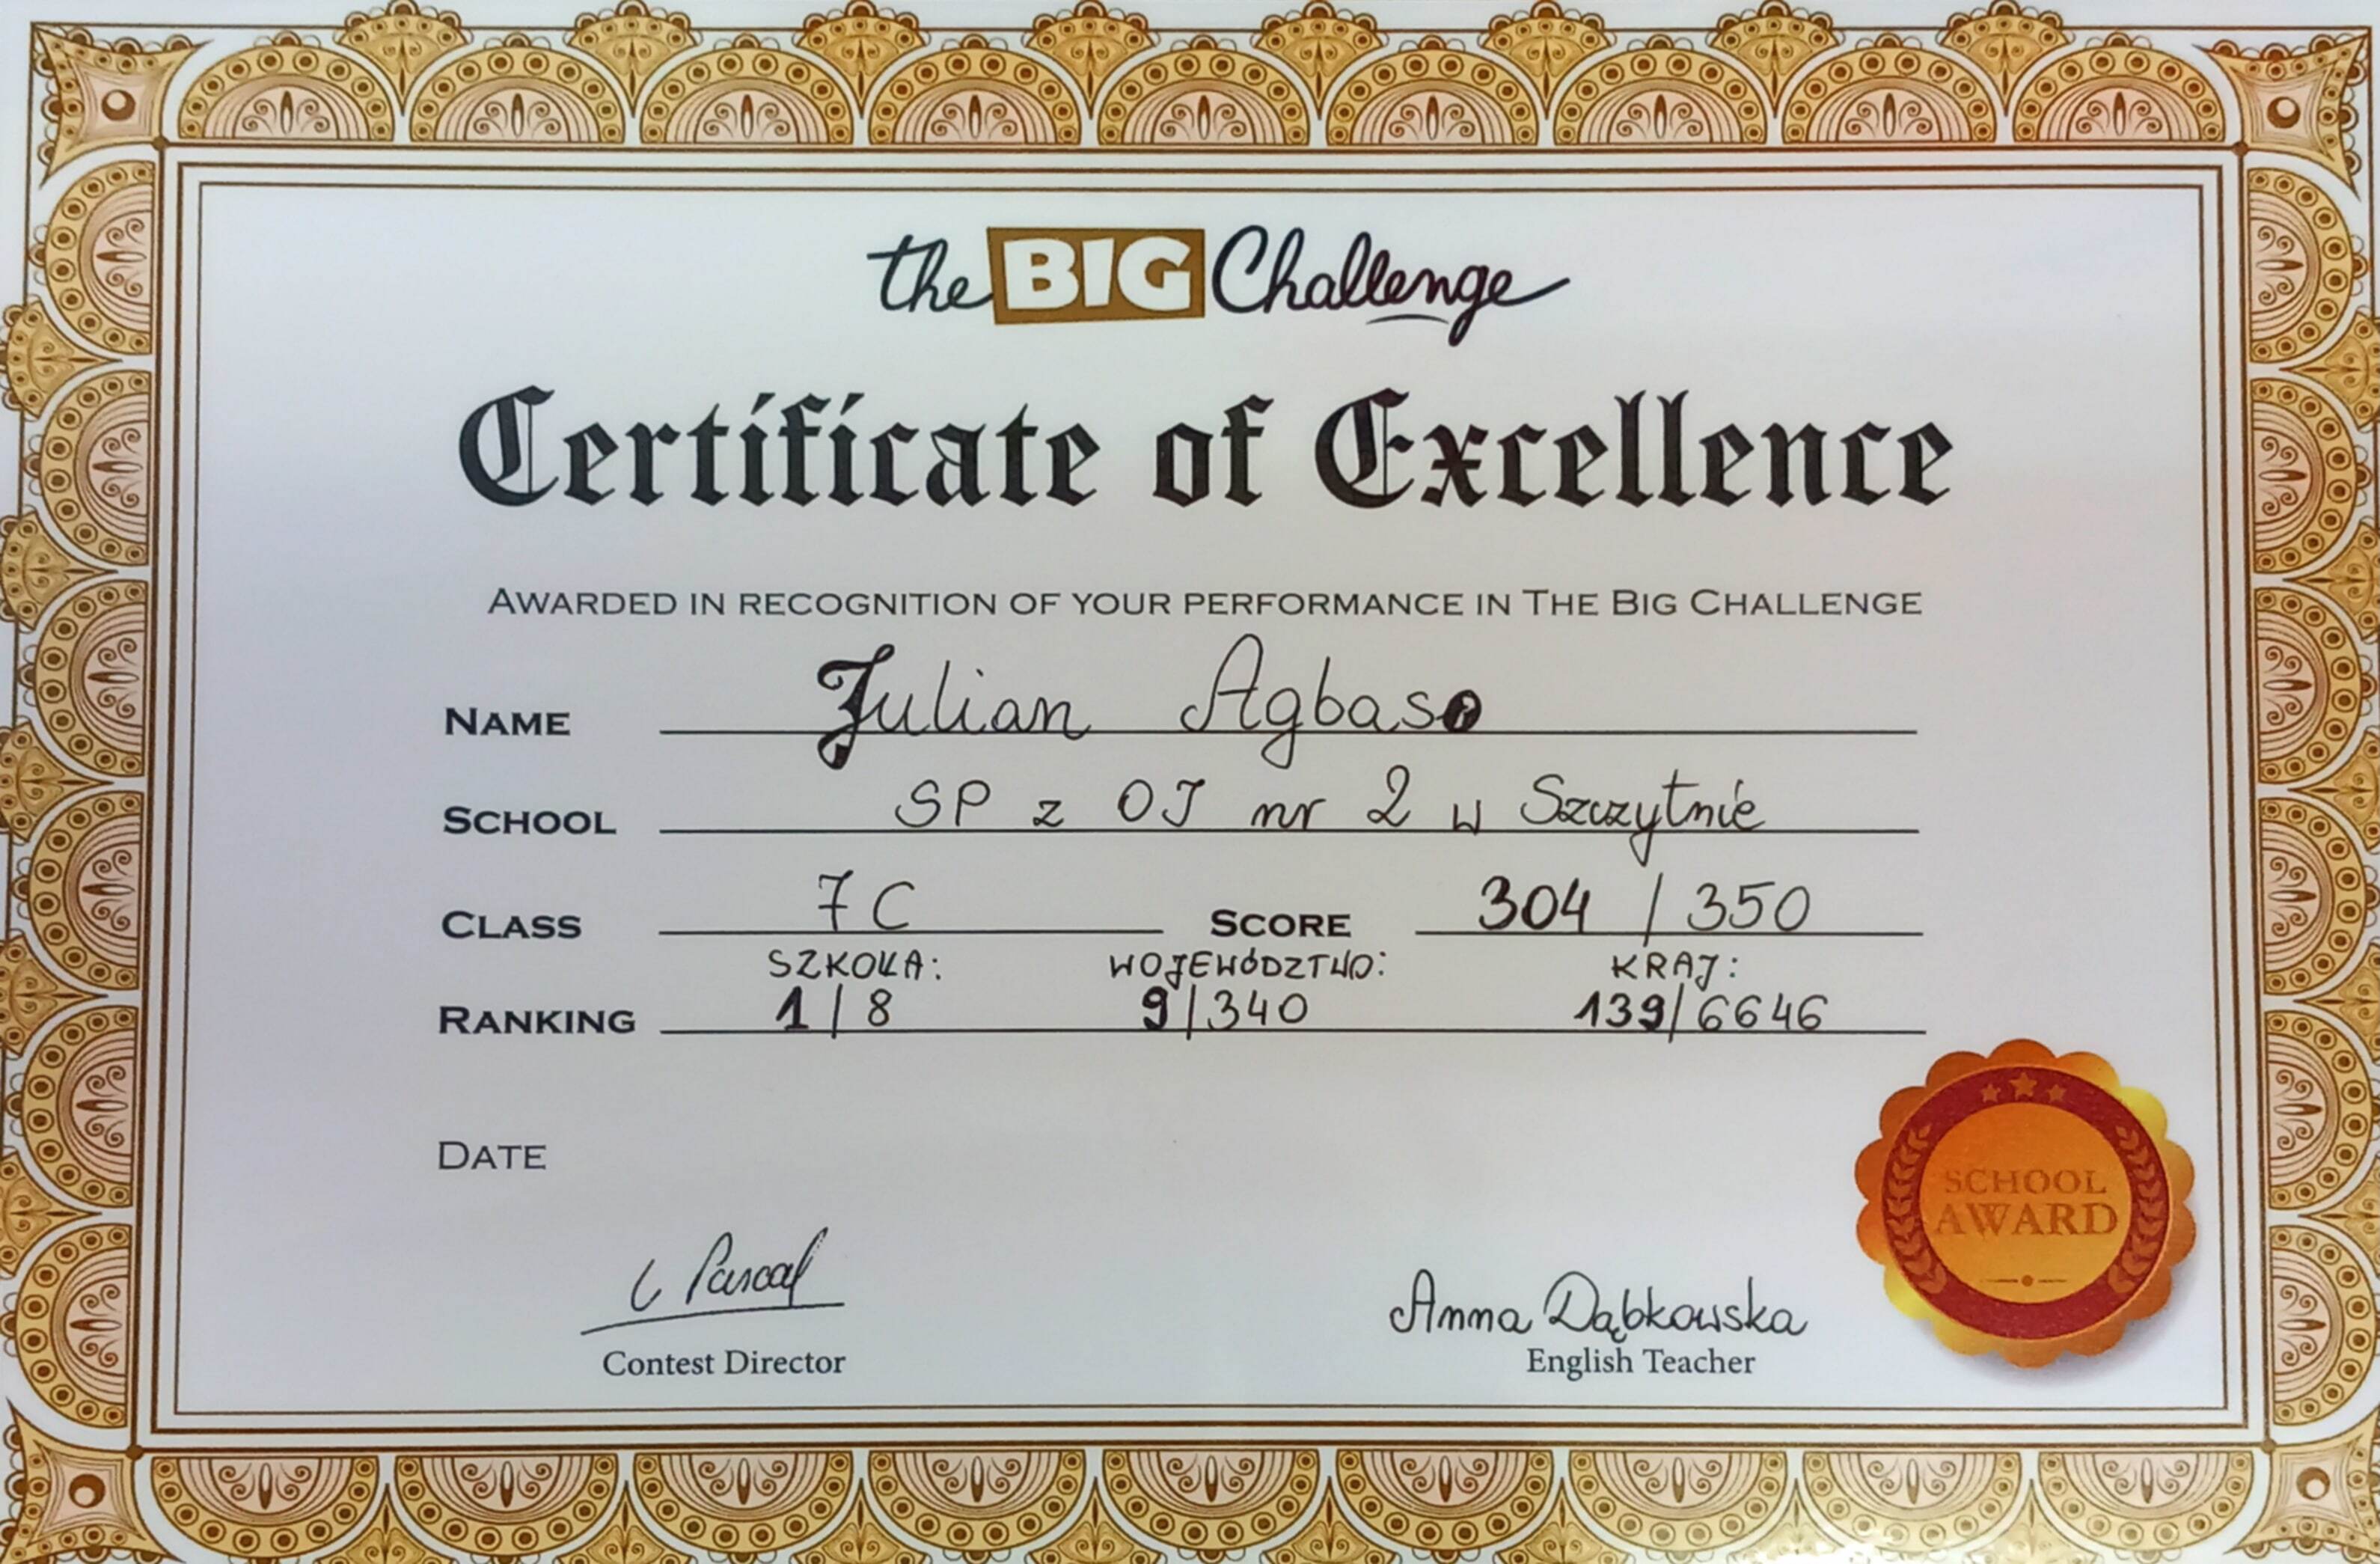 the BIG Challenge
Certificate of Excellence
AWARDED IN RECOGNITION OF YOUR PERFORMANCE IN THE BIG CHALLENGE
NAME Julian Agbaso
SCHOOL SP z OI nr 2 w Szczytnie
CLASS 7C SCORE 304 / 350
SZKOŁA: WOJEWÓDZTWO: KRAJ:
RANKING 1/8 9/340 139/6646
DATE
SCHOOL
AWARD
C Pascal Anna Dąbkowska
Contest Director English Teacher